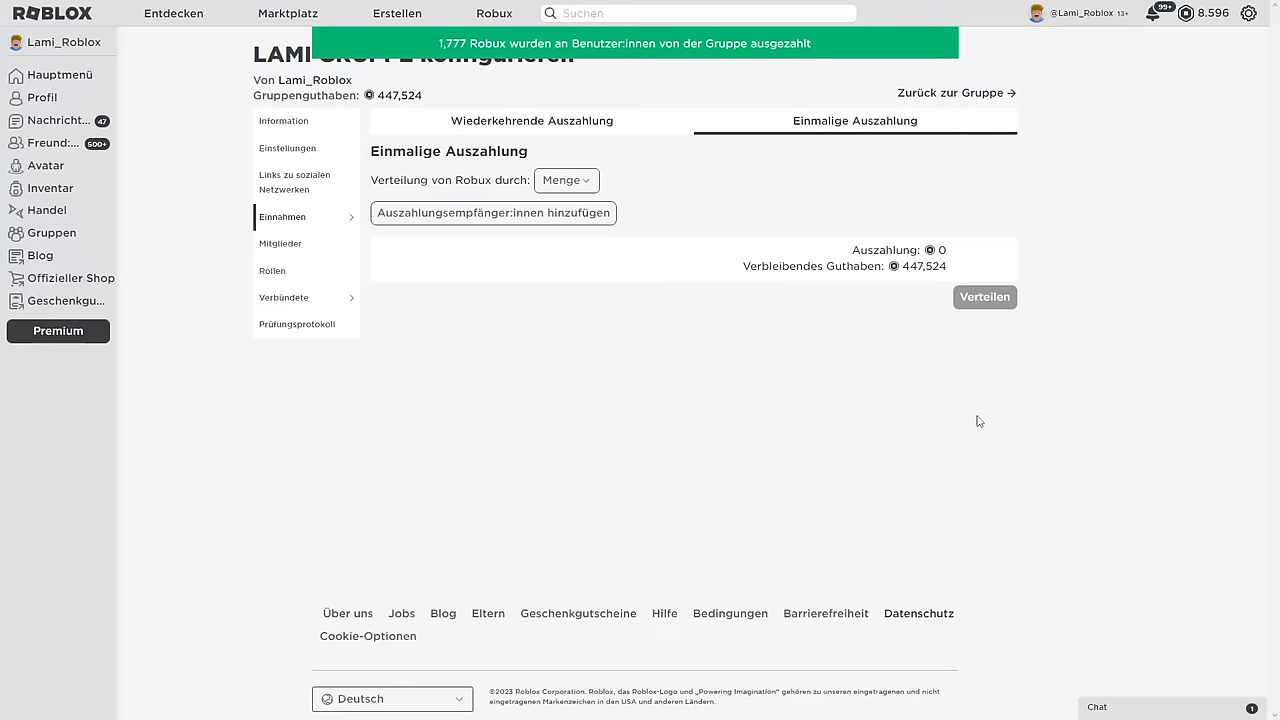 ROBLOX
Entdecken
Marktplatz
Erstellen
Robux
Suchen
@Lami_Roblox 13+
99+
8.596
Lami_Roblox
Hauptmenü
Profil
Nachricht... 47
Freund:... 500+
Avatar
Inventar
Handel
Gruppen
Blog
Offizieller Shop
Geschenkgu...
Premium
1,777 Robux wurden an Benutzer:innen von der Gruppe ausgezahlt
LAMI GRUPPE konfigurieren
Von Lami_Roblox
Gruppenguthaben: 447,524
Zurück zur Gruppe →
Information
Einstellungen
Links zu sozialen
Netzwerken
Einnahmen
Mitglieder
Rollen
Verbündete
Prüfungsprotokoll
Wiederkehrende Auszahlung
Einmalige Auszahlung
Einmalige Auszahlung
Verteilung von Robux durch: Menge
Auszahlungsempfänger:innen hinzufügen
Auszahlung: 0
Verbleibendes Guthaben: 447,524
Verteilen
Über uns Jobs Blog Eltern Geschenkgutscheine Hilfe Bedingungen Barrierefreiheit Datenschutz
Cookie-Optionen
Deutsch
©2023 Roblox Corporation. Roblox, das Roblox-Logo und „Powering Imagination“ gehören zu unseren eingetragenen und nicht
eingetragenen Markenzeichen in den USA und anderen Ländern.
Chat 1